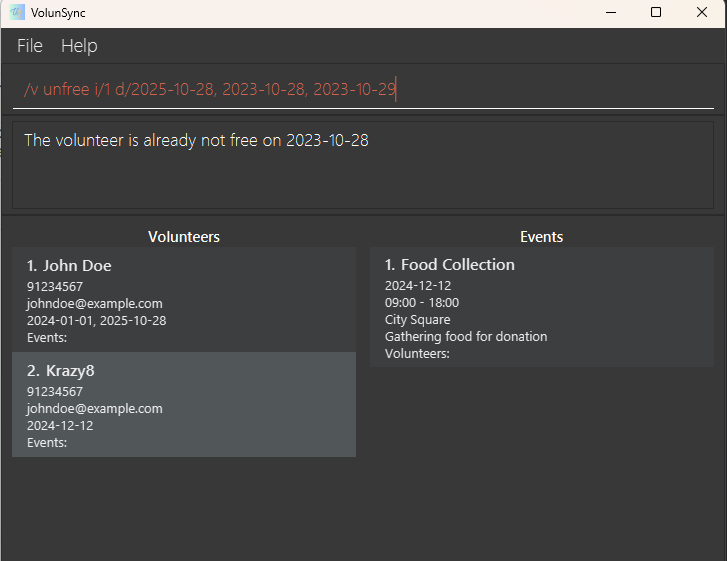 VolunSync
File Help
/v unfree i/1 d/2025-10-28, 2023-10-28, 2023-10-29
The volunteer is already not free on 2023-10-28
Volunteers
1. John Doe
91234567
johndoe@example.com
2024-01-01, 2025-10-28
Events:
2. Krazy8
91234567
johndoe@example.com
2024-12-12
Events:
Events
1. Food Collection
2024-12-12
09:00 - 18:00
City Square
Gathering food for donation
Volunteers: